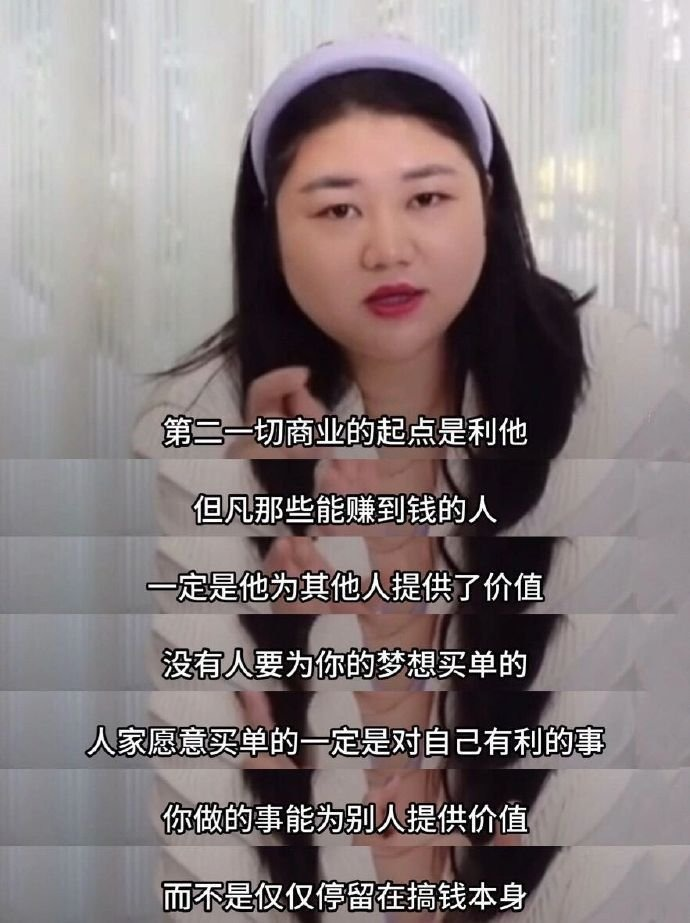 第二一切商业的起点是利他
但凡那些能赚到钱的人
一定是他为其他人提供了价值
没有人要为你的梦想买单的
人家愿意买单的一定是对自己有利的事
你做的事能为别人提供价值
而不是仅仅停留在搞钱本身